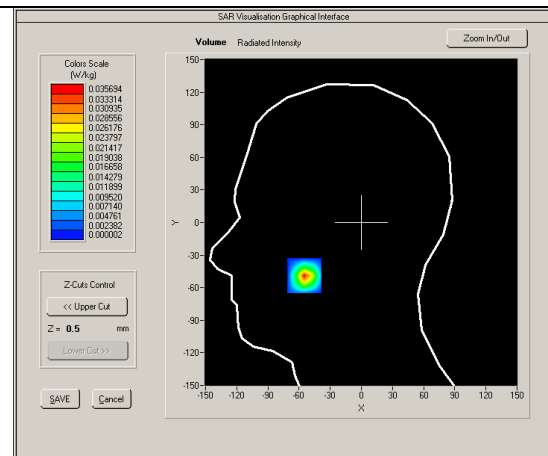 SAR Visualisation Graphical Interface
Volume Radiated Intensity
Zoom In/Out
Colors Scale
(W/kg)
0.035694
0.033314
0.030935
0.028556
0.026176
0.023797
0.021417
0.019038
0.016658
0.014279
0.011899
0.009520
0.007140
0.004761
0.002382
0.000002
Z-Cuts Control
<< Upper Cut
Z = 0.5 mm
Lower Cut >>
SAVE Cancel
150
120
90
60
30
0
-30
-60
-90
-120
-150
Y
-150 -120 -90 -60 -30 0 30 60 90 120 150
X